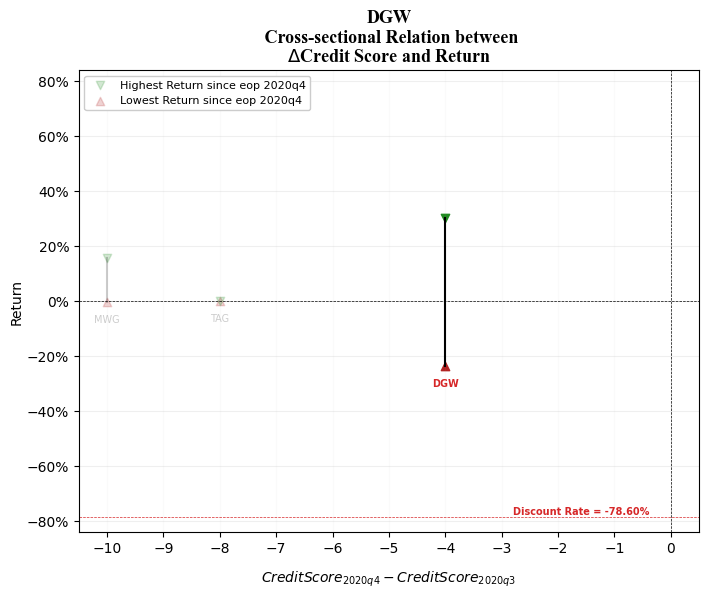 DGW
Cross-sectional Relation between
ΔCredit Score and Return
Highest Return since eop 2020q4
Lowest Return since eop 2020q4
80%
60%
40%
20%
0%
−20%
−40%
−60%
−80%
Return
MWG
TAG
DGW
Discount Rate = -78.60%
−10
−9
−8
−7
−6
−5
−4
−3
−2
−1
0
CreditScore2020q4 − CreditScore2020q3